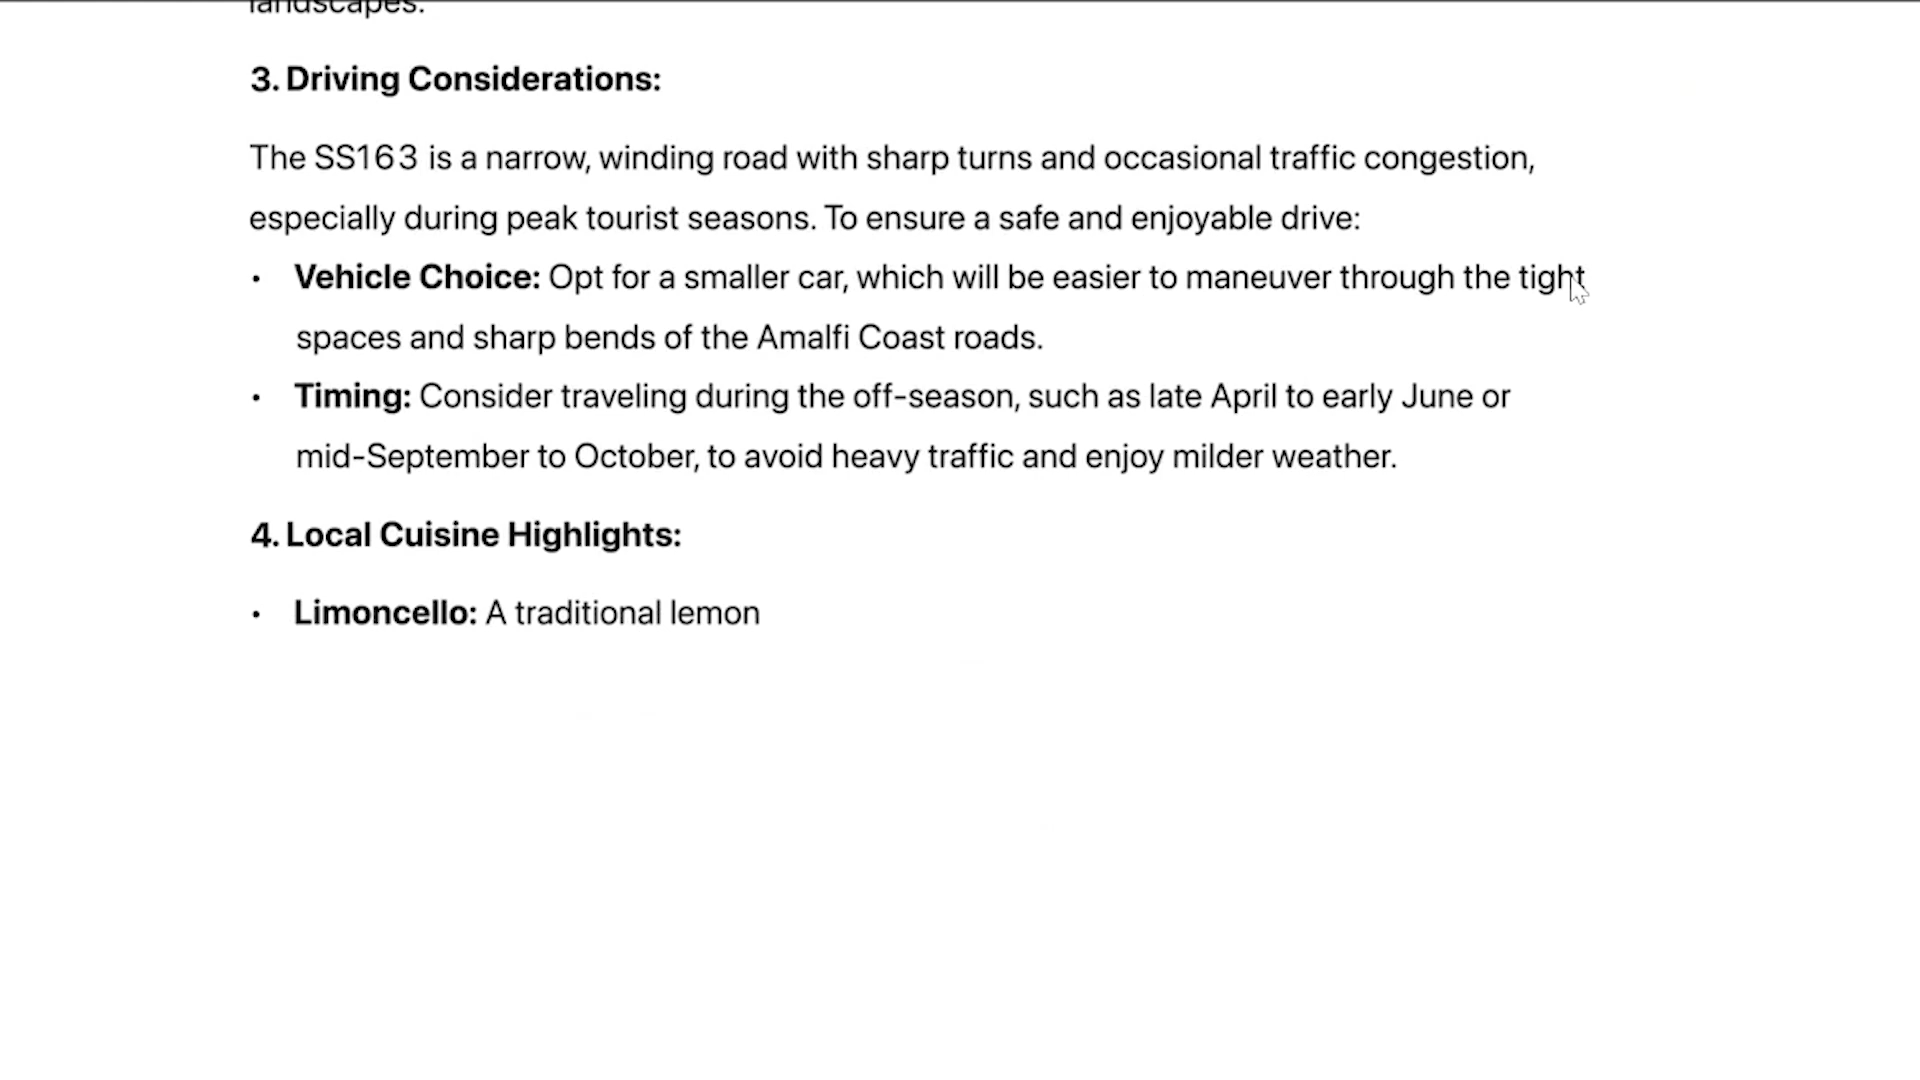 landscapes.
3. Driving Considerations:
The SS163 is a narrow, winding road with sharp turns and occasional traffic congestion,
especially during peak tourist seasons. To ensure a safe and enjoyable drive:
• Vehicle Choice: Opt for a smaller car, which will be easier to maneuver through the tight
spaces and sharp bends of the Amalfi Coast roads.
• Timing: Consider traveling during the off-season, such as late April to early June or
mid-September to October, to avoid heavy traffic and enjoy milder weather.
4. Local Cuisine Highlights:
• Limoncello: A traditional lemon